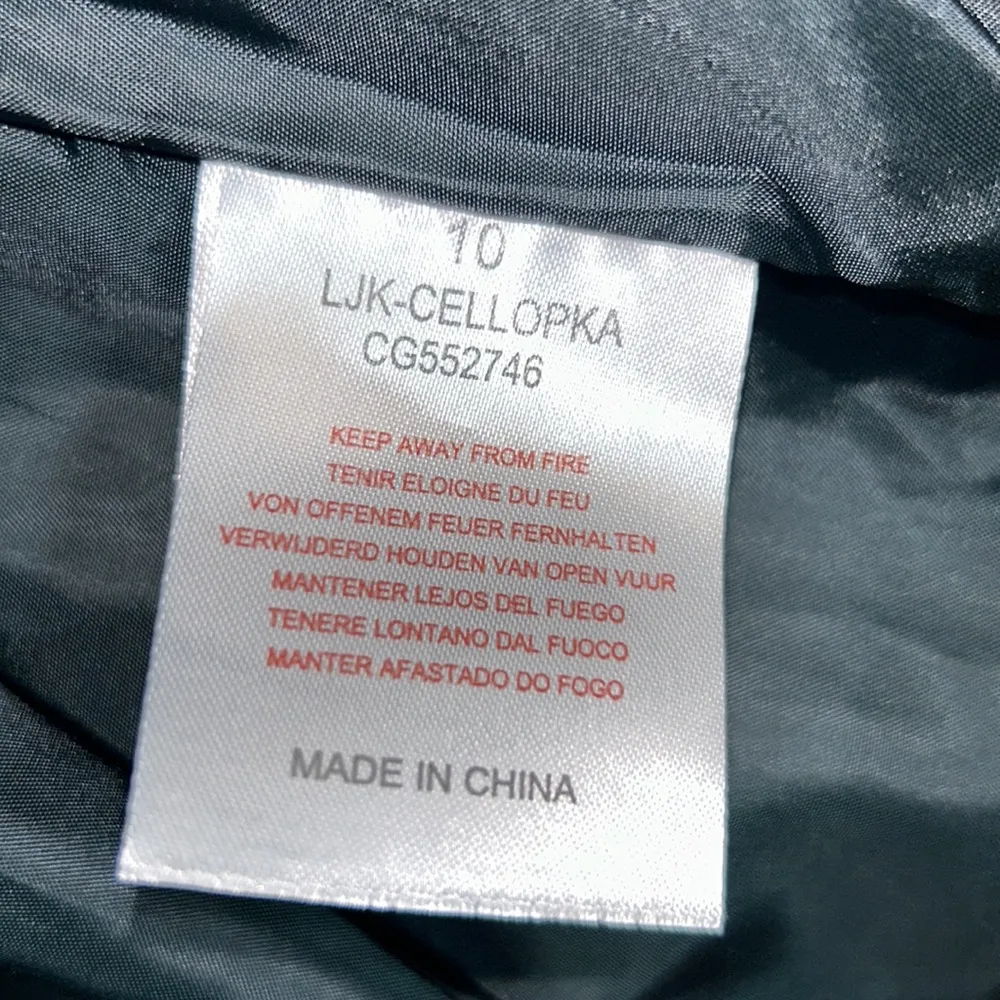 10
LJK-CELLOPKA
CG552746
KEEP AWAY FROM FIRE
TENIR ELOIGNE DU FEU
VON OFFENEM FEUER FERNHALTEN
VERWIJDERD HOUDEN VAN OPEN VUUR
MANTENER LEJOS DEL FUEGO
TENERE LONTANO DAL FUOCO
MANTER AFASTADO DO FOGO
MADE IN CHINA